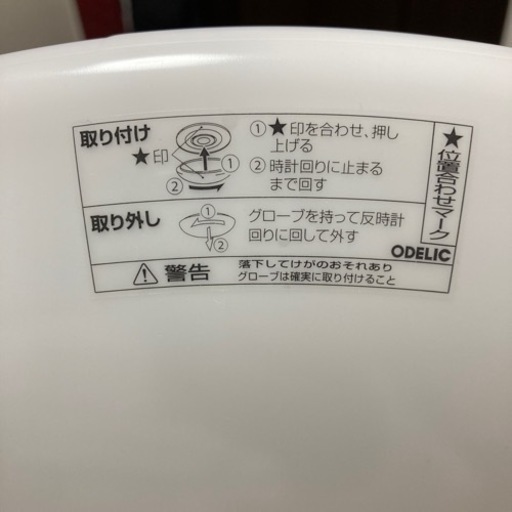 取り付け
★印
①
②
①★印を合わせ、押し
上げる
②時計回りに止まる
まで回す
★位置合わせマーク
取り外し
①
②
グローブを持って反時計
回りに回して外す
ODELIC
⚠警告
落下してけがのおそれあり
グローブは確実に取り付けること